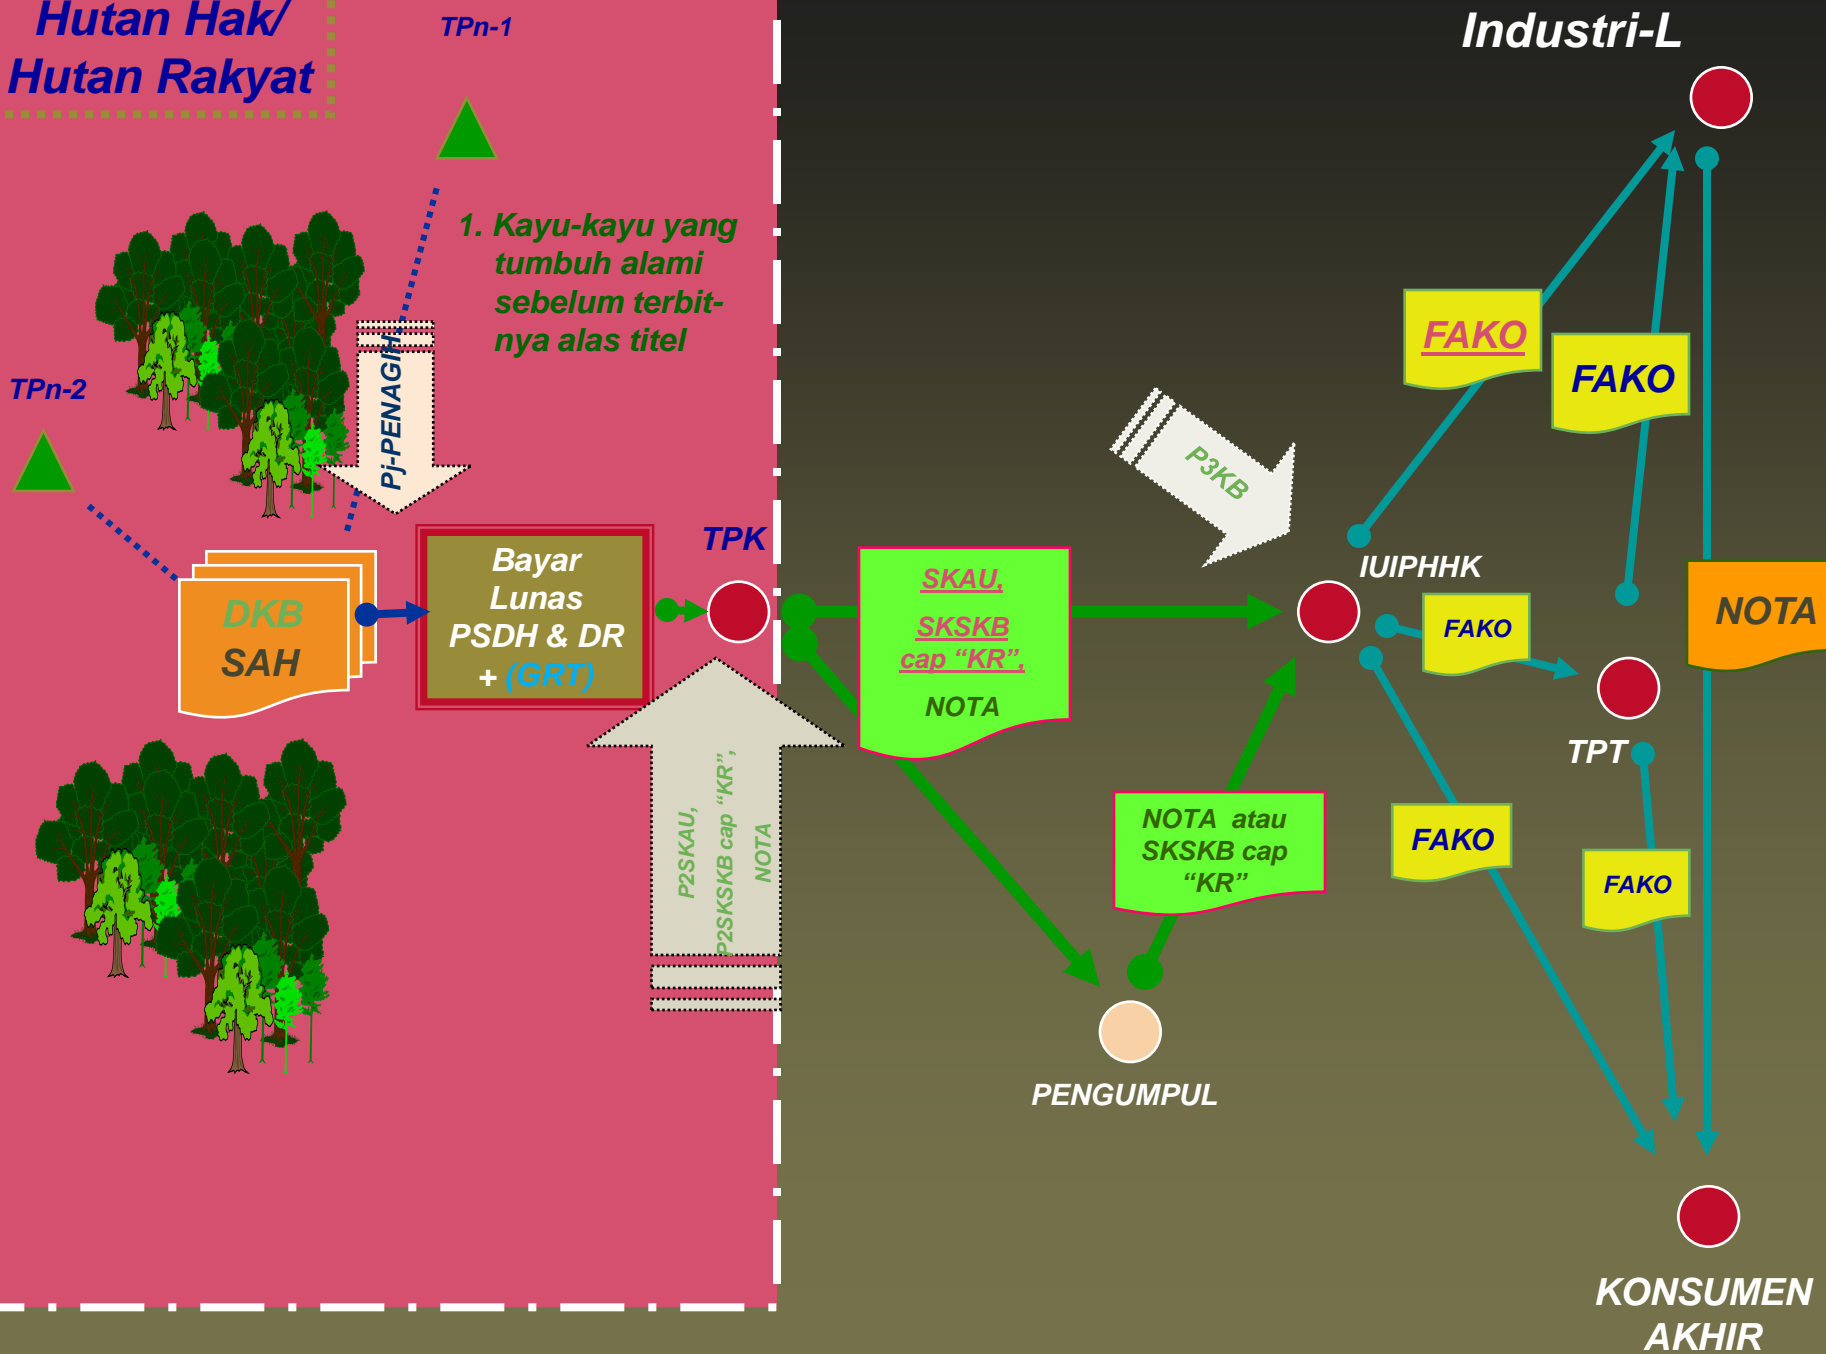 Hutan Hak/
Hutan Rakyat
TPn-1
Industri-L
1. Kayu-kayu yang
tumbuh alami
sebelum terbit-
nya alas titel
TPn-2
Pj-PENAGIH
FAKO
FAKO
P3KB
DKB
SAH
Bayar
Lunas
PSDH & DR
+ (GRT)
TPK
SKAU,
SKSKB
cap “KR”,
NOTA
IUIPHHK
FAKO
NOTA
TPT
P2SKAU,
P2SKSKB cap “KR”,
NOTA
NOTA atau
SKSKB cap
“KR”
FAKO
FAKO
PENGUMPUL
KONSUMEN
AKHIR